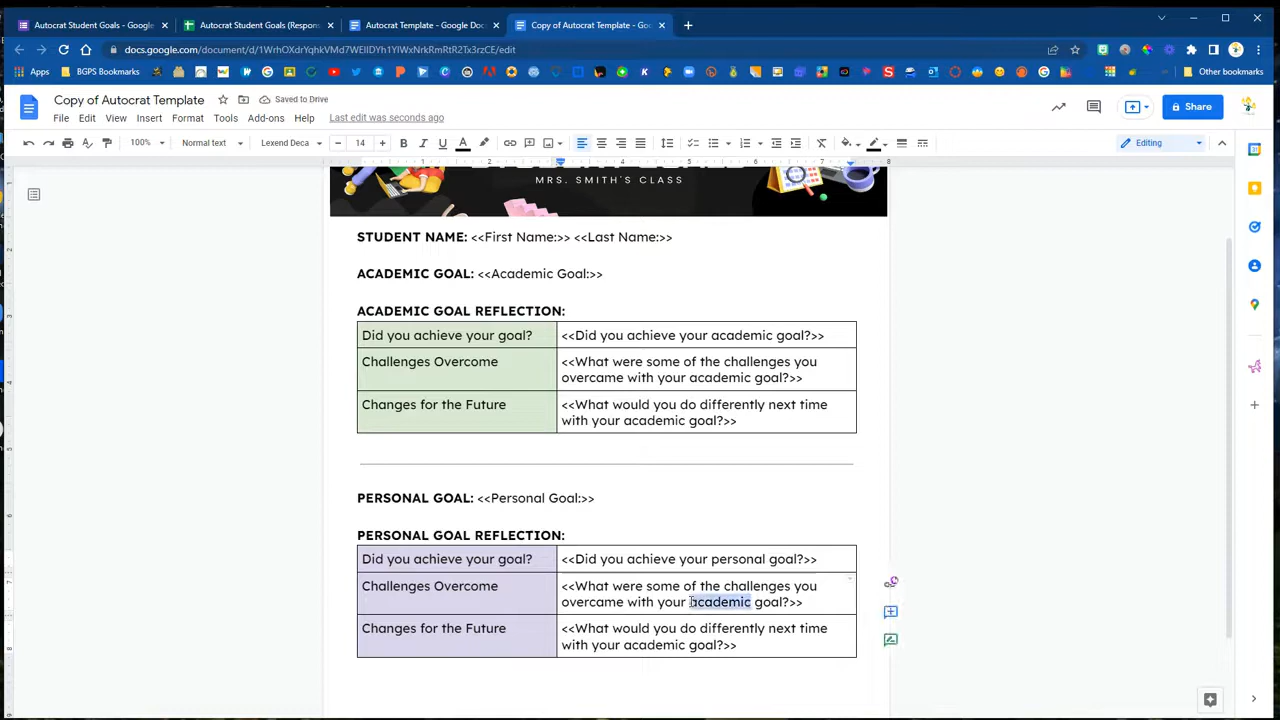 Autocrat Student Goals - Google
Autocrat Student Goals (Respon
Autocrat Template - Google Doc
Copy of Autocrat Template - Goo
docs.google.com/document/d/1WrhOXdrYqhkVMd7WEIIDYh1YIWxNrkRmRtR2Tx3rzCE/edit
Apps
BGPS Bookmarks
Other bookmarks
Copy of Autocrat Template
Saved to Drive
File Edit View Insert Format Tools Add-ons Help
Last edit was seconds ago
Share
100%
Normal text
Lexend Deca
14
Editing
MRS. SMITH'S CLASS
STUDENT NAME: <<First Name:>> <<Last Name:>>
ACADEMIC GOAL: <<Academic Goal:>>
ACADEMIC GOAL REFLECTION:
Did you achieve your goal?
<<Did you achieve your academic goal?>>
Challenges Overcome
<<What were some of the challenges you
overcame with your academic goal?>>
Changes for the Future
<<What would you do differently next time
with your academic goal?>>
PERSONAL GOAL: <<Personal Goal:>>
PERSONAL GOAL REFLECTION:
Did you achieve your goal?
<<Did you achieve your personal goal?>>
Challenges Overcome
<<What were some of the challenges you
overcame with your academic goal?>>
Changes for the Future
<<What would you do differently next time
with your academic goal?>>